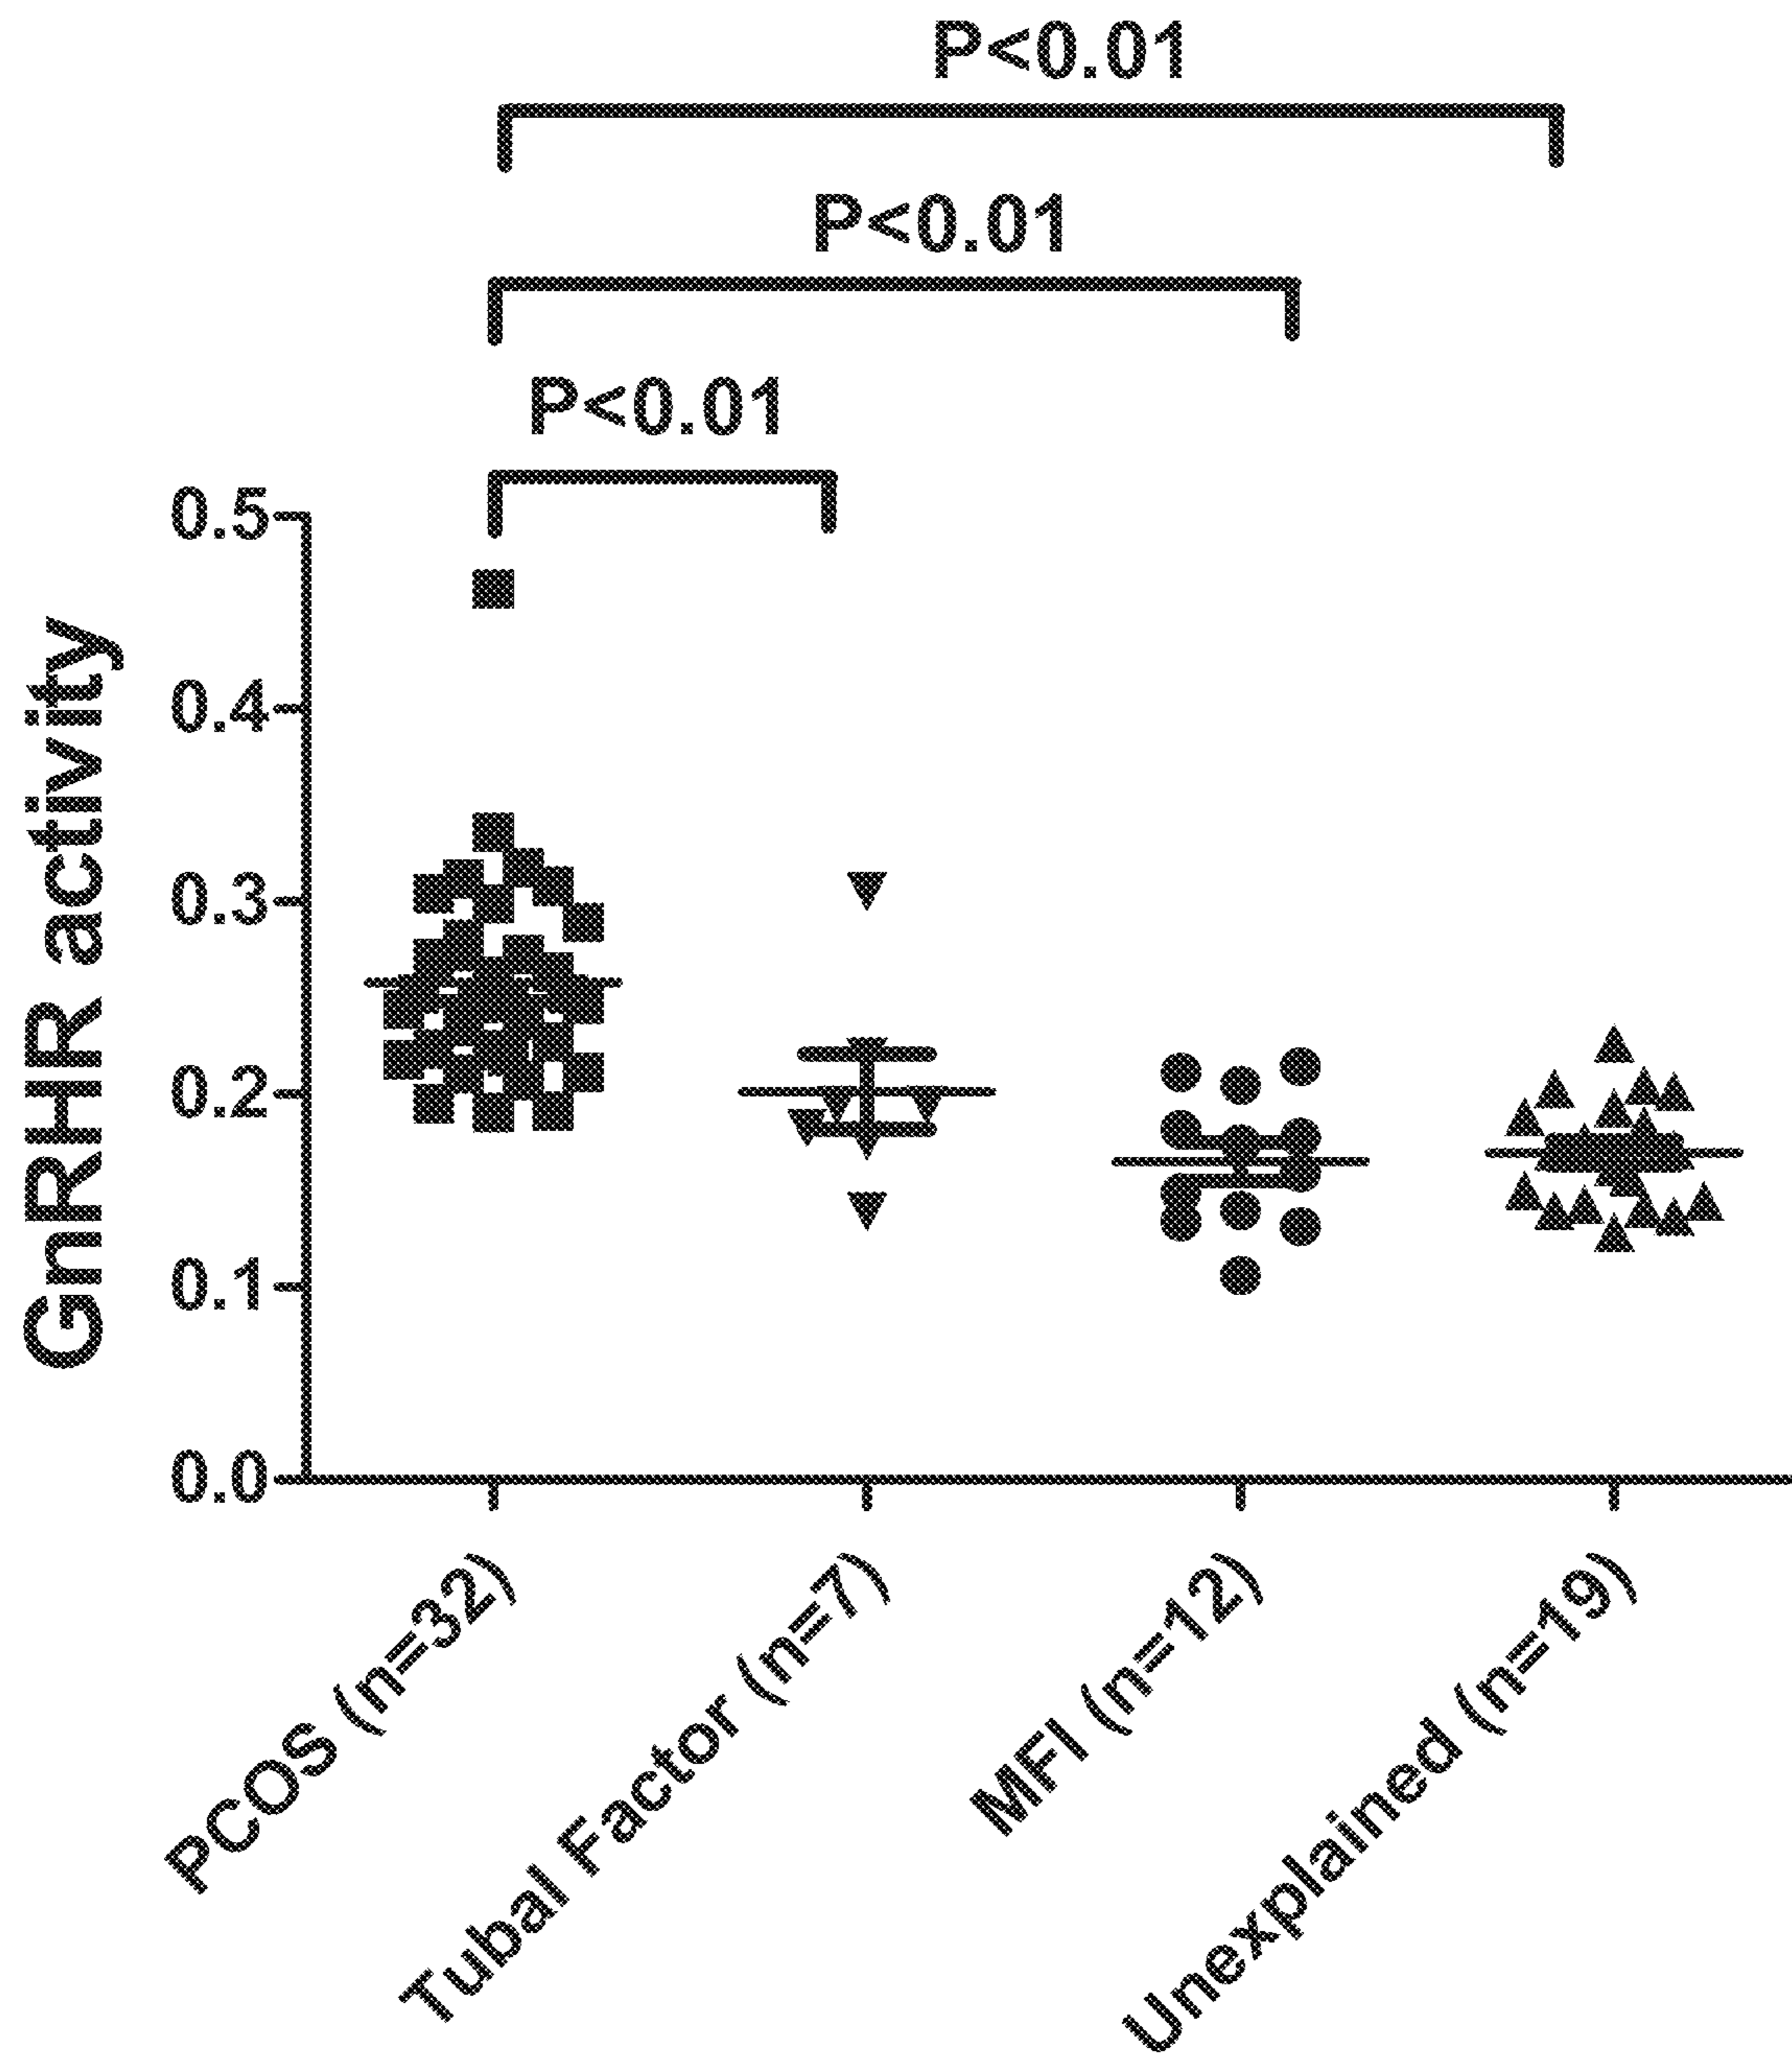 P<0.01
P<0.01
P<0.01
0.5
0.4
0.3
0.2
0.1
0.0
GnRHR activity
PCOS (n=32)
Tubal Factor (n=7)
MFI (n=12)
Unexplained (n=19)